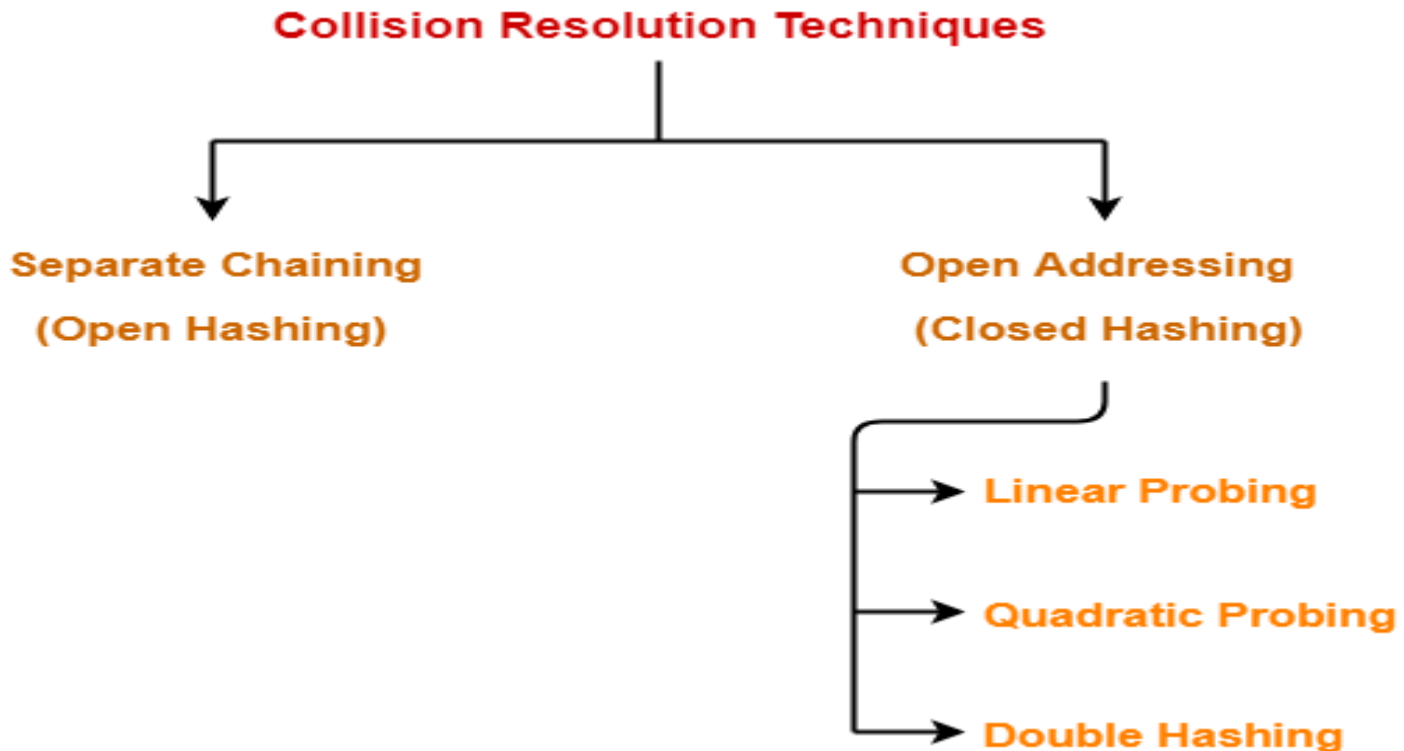 Collision Resolution Techniques
Separate Chaining
(Open Hashing)
Open Addressing
(Closed Hashing)
Linear Probing
Quadratic Probing
Double Hashing